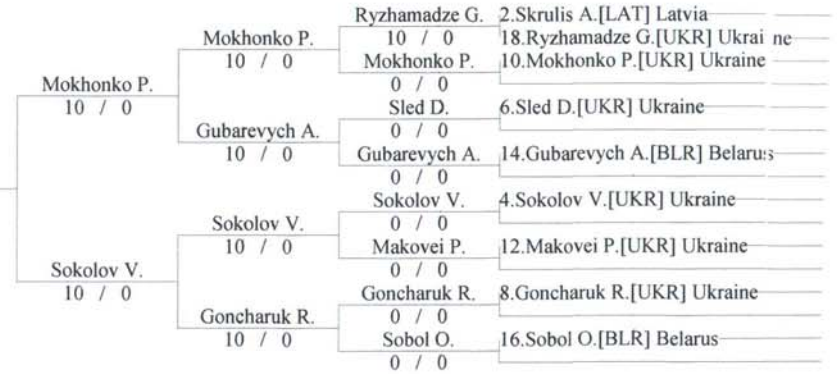 Ryzhamadze G. 2.Skrulis A.[LAT] Latvia
Mokhonko P. 10 / 0 18.Ryzhamadze G.[UKR] Ukrai ne
10 / 0 Mokhonko P. 10.Mokhonko P.[UKR] Ukraine
Mokhonko P. 0 / 0
10 / 0 Sled D. 6.Sled D.[UKR] Ukraine
Gubarevych A. 0 / 0
10 / 0 Gubarevych A. 14.Gubarevych A.[BLR] Belarus
0 / 0
Sokolov V. 4.Sokolov V.[UKR] Ukraine
Sokolov V. 0 / 0
10 / 0 Makovei P. 12.Makovei P.[UKR] Ukraine
Sokolov V. 0 / 0
10 / 0 Goncharuk R. 8.Goncharuk R.[UKR] Ukraine
Goncharuk R. 0 / 0
10 / 0 Sobol O. 16.Sobol O.[BLR] Belarus
0 / 0